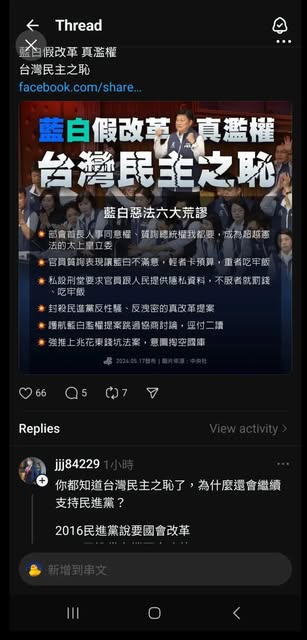 Thread
藍白假改革 真濫權
台灣民主之恥
facebook.com/share…
藍白假改革 真濫權
台灣民主之恥
藍白惡法六大荒謬
部會首長人事同意權、質詢總統權我都要，成為超越憲法的太上皇立委
官員質詢表現讓藍白不滿意，輕者卡預算，重者吃牢飯
私設刑堂要求官員跟人民提供隱私資料，不服者就罰錢、吃牢飯
封殺民進黨反性騷、反洩密的真改革提案
護航藍白濫權提案跳過協商討論，逕付二讀
強推上兆花東錢坑法案，意圖掏空國庫
2024.05.17發布 | 圖片來源：中央社
66
5
7
Replies
View activity
jjj84229 1小時
你都知道台灣民主之恥了，為什麼還會繼續
支持民進黨？
2016民進黨說要國會改革
新增到串文